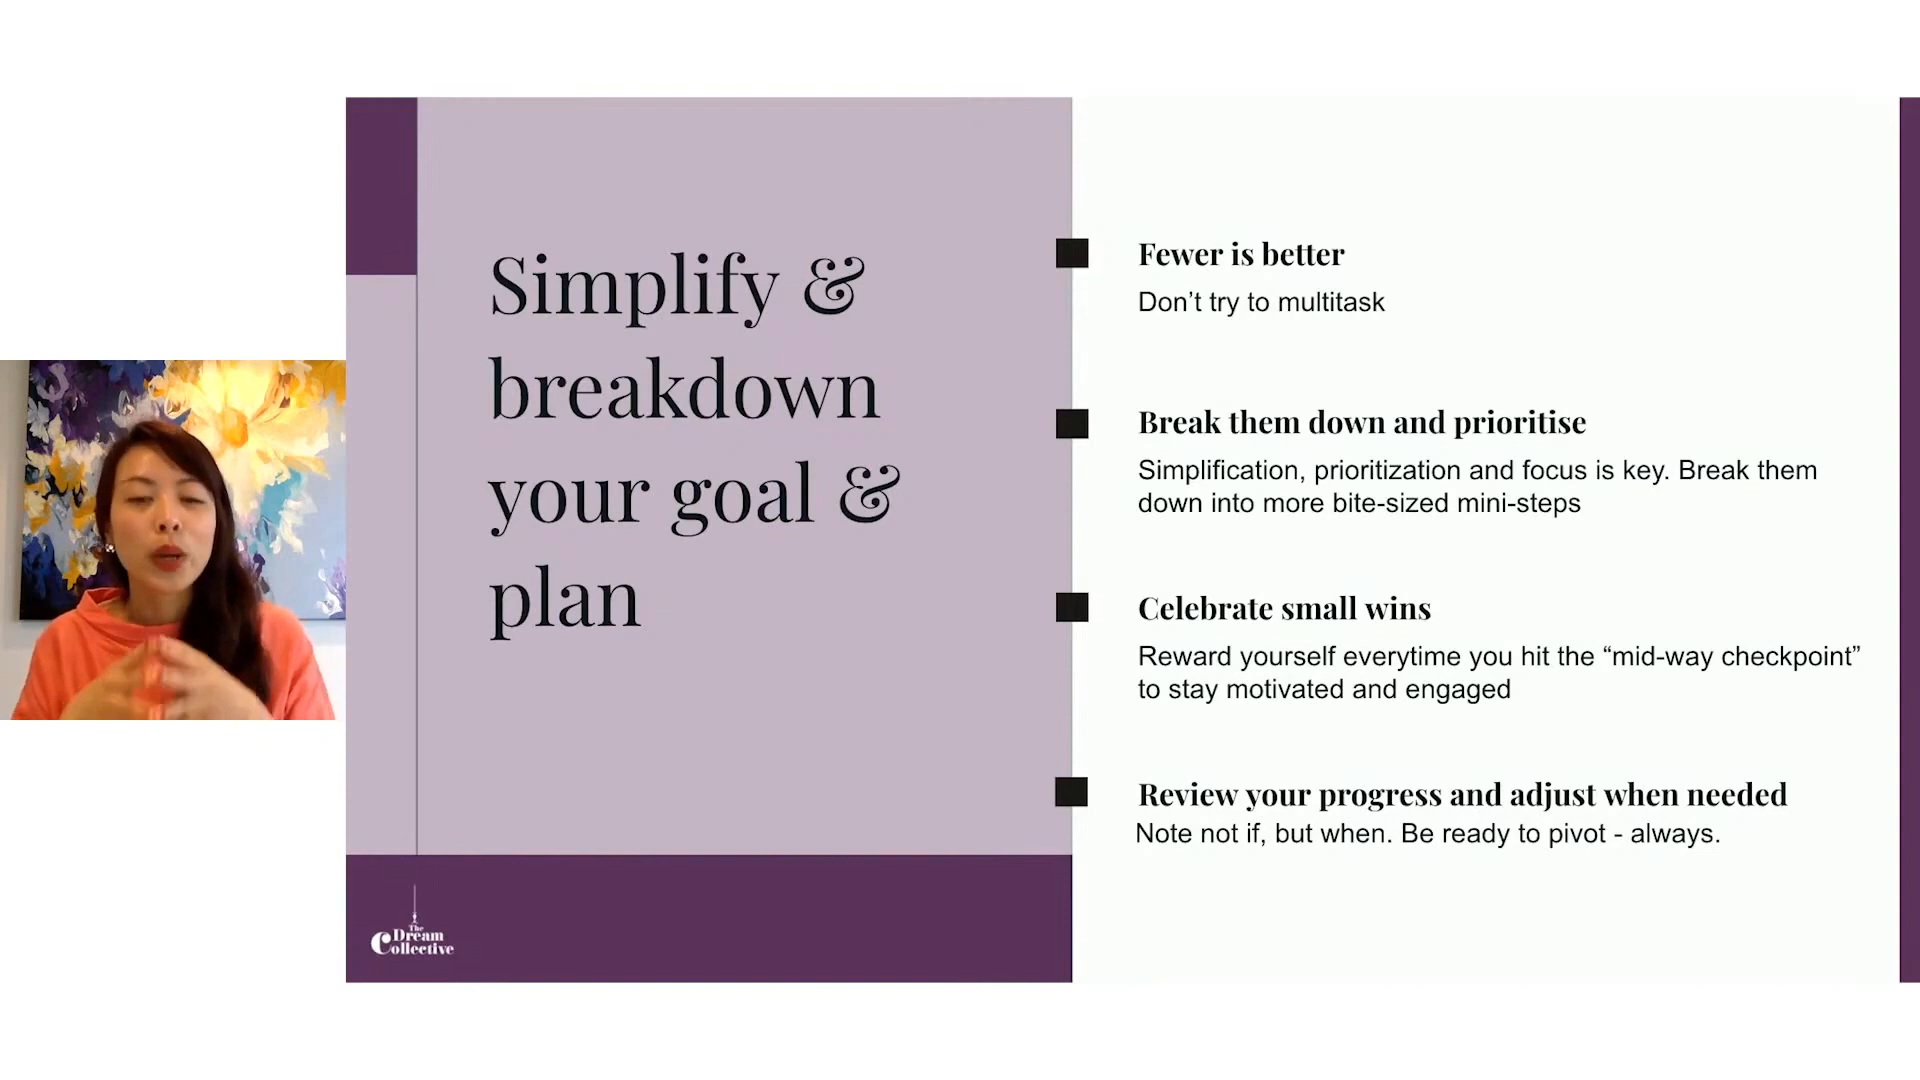 Simplify &
breakdown
your goal &
plan
Fewer is better
Don’t try to multitask
Break them down and prioritise
Simplification, prioritization and focus is key. Break them
down into more bite-sized mini-steps
Celebrate small wins
Reward yourself everytime you hit the “mid-way checkpoint”
to stay motivated and engaged
Review your progress and adjust when needed
Note not if, but when. Be ready to pivot - always.
The
Dream
Collective